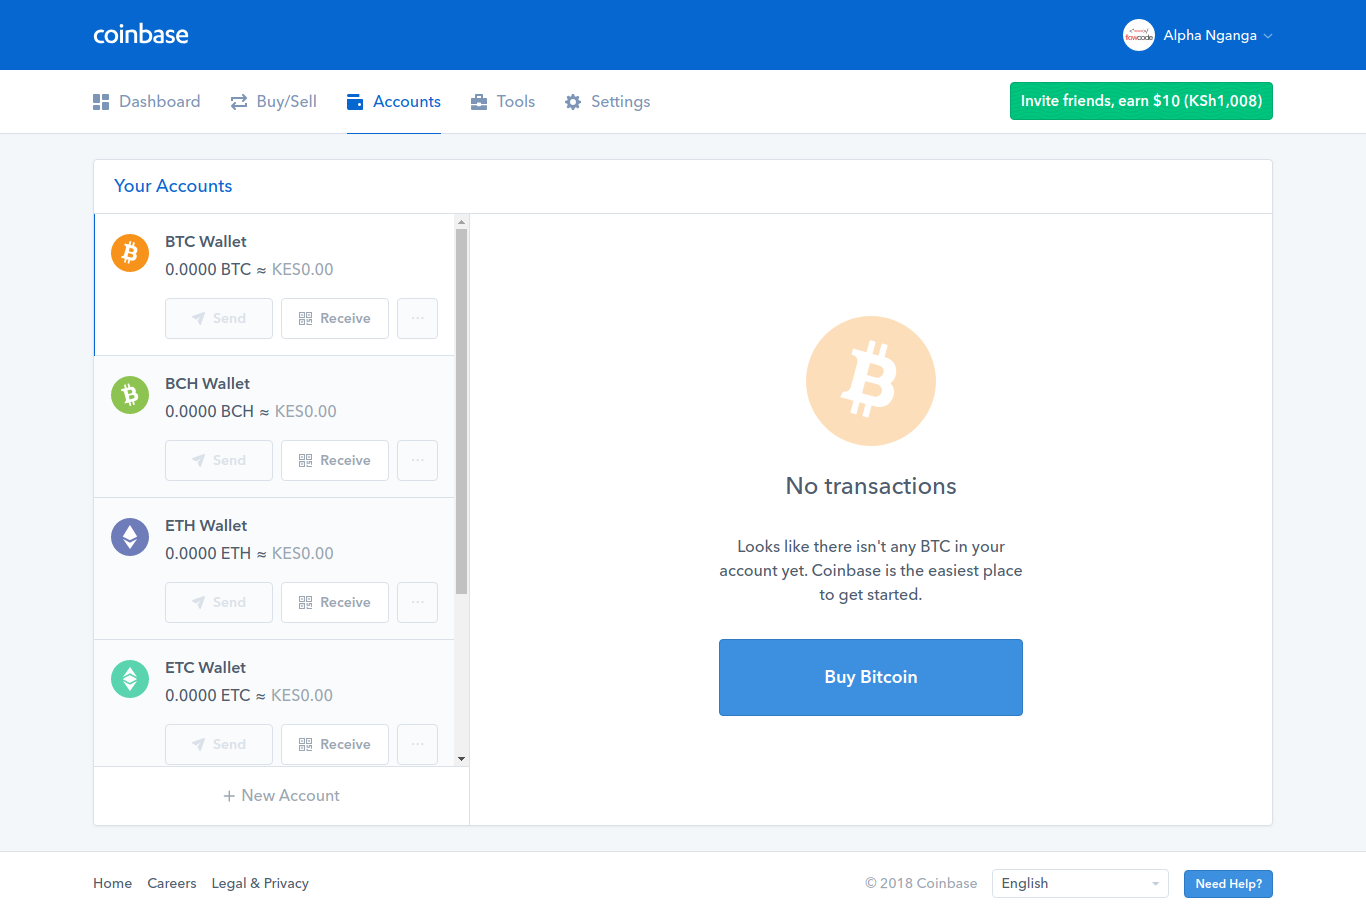 coinbase
Alpha Nganga
Dashboard
Buy/Sell
Accounts
Tools
Settings
Invite friends, earn $10 (KSh1,008)
Your Accounts
BTC Wallet
0.0000 BTC ≈ KES0.00
Send
Receive
...
BCH Wallet
0.0000 BCH ≈ KES0.00
Send
Receive
...
ETH Wallet
0.0000 ETH ≈ KES0.00
Send
Receive
...
ETC Wallet
0.0000 ETC ≈ KES0.00
Send
Receive
...
+ New Account
No transactions
Looks like there isn't any BTC in your
account yet. Coinbase is the easiest place
to get started.
Buy Bitcoin
Home
Careers
Legal & Privacy
© 2018 Coinbase
English
Need Help?